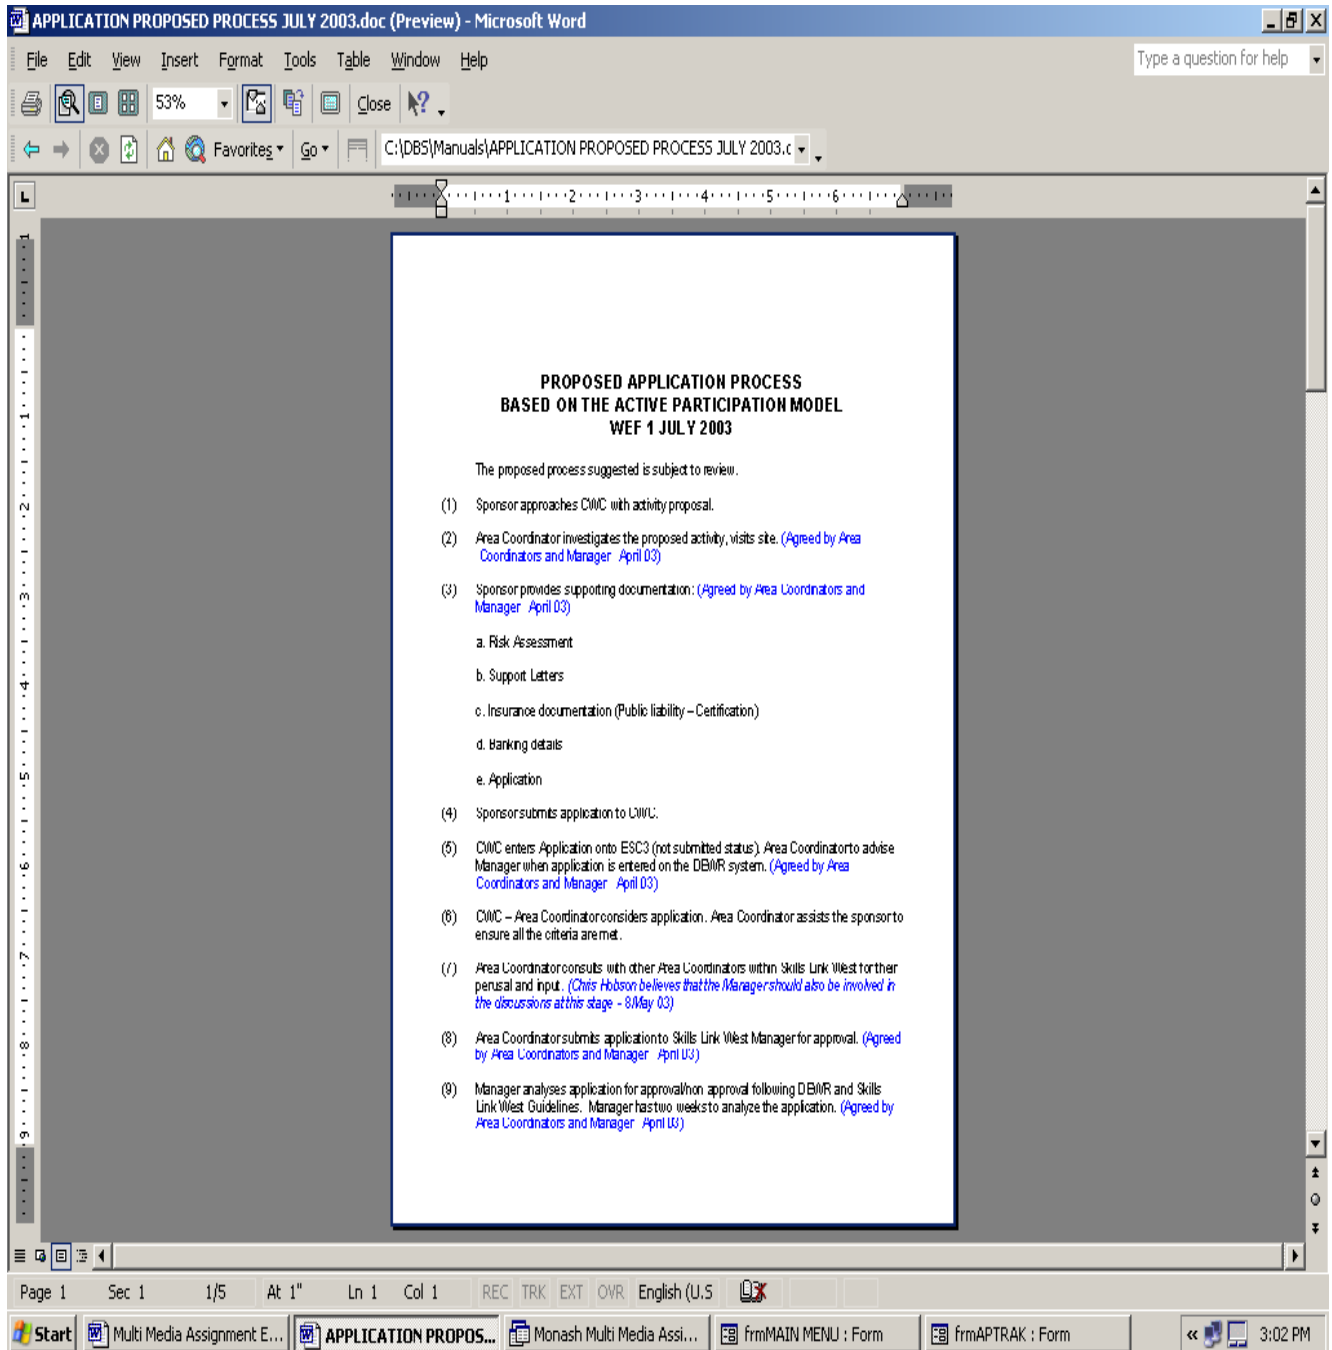 APPLICATION PROPOSED PROCESS JULY 2003.doc (Preview) - Microsoft Word
File Edit View Insert Format Tools Table Window Help
Type a question for help
53% Close
Favorites Go C:\DBS\Manuals\APPLICATION PROPOSED PROCESS JULY 2003.c
PROPOSED APPLICATION PROCESS
BASED ON THE ACTIVE PARTICIPATION MODEL
WEF 1 JULY 2003
The proposed process suggested is subject to review.
(1) Sponsor approaches CWC with activity proposal.
(2) Area Coordinator investigates the proposed activity, visits site. (Agreed by Area
Coordinators and Manager April 03)
(3) Sponsor provides supporting documentation: (Agreed by Area Coordinators and
Manager April 03)
a. Risk Assessment
b. Support Letters
c. Insurance documentation (Public liability – Certification)
d. Banking details
e. Application
(4) Sponsor submits application to CWC.
(5) CWC enters Application onto ESC3 (not submitted status). Area Coordinator to advise
Manager when application is entered on the DEWR system. (Agreed by Area
Coordinators and Manager April 03)
(6) CWC – Area Coordinator considers application. Area Coordinator assists the sponsor to
ensure all the criteria are met.
(7) Area Coordinator consults with other Area Coordinators within Skills Link West for their
perusal and input. (Chris Hobson believes that the Manager should also be involved in
the discussions at this stage - 8/May 03)
(8) Area Coordinator submits application to Skills Link West Manager for approval. (Agreed
by Area Coordinators and Manager April 03)
(9) Manager analyses application for approval/non approval following DEWR and Skills
Link West Guidelines. Manager has two weeks to analyze the application. (Agreed by
Area Coordinators and Manager April 03)
Page 1 Sec 1 1/5 At 1" Ln 1 Col 1 REC TRK EXT OVR English (U.S
Start Multi Media Assignment E... APPLICATION PROPOS... Monash Multi Media Assi... frmMAIN MENU : Form frmAPTRAK : Form 3:02 PM